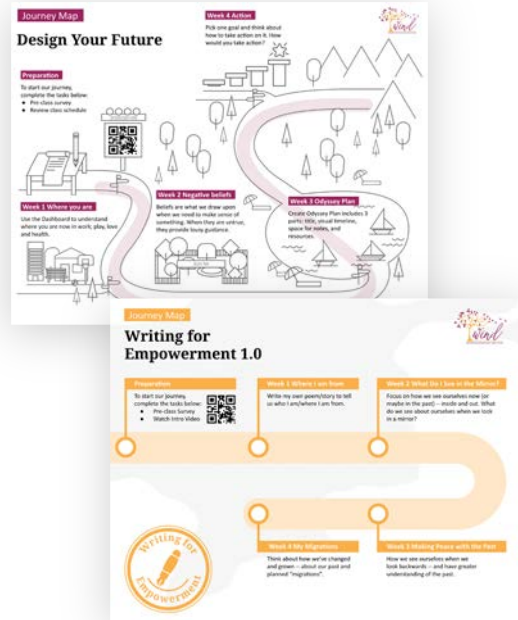 Journey Map
Design Your Future
Week 4 Action
Pick one goal and think about
how to take action on it. How
would you take action?
wind
Preparation
To start our journey,
complete the tasks below:
Pre-class survey
Review class schedule
Week 1 Where you are
Use the Dashboard to understand
where you are now in work, play, love
and health.
Week 2 Negative beliefs
Beliefs are what we draw upon
when we need to make sense of
something. When they are untrue,
they provide lousy guidance.
Week 3 Odyssey Plan
Create Odyssey Plan includes 3
parts: title, visual timeline,
space for notes, and
resources.
Journey Map
Writing for
Empowerment 1.0
wind
Preparation
To start our journey,
complete the tasks below:
Pre-Class Survey
Watch Intro Video
Week 1 Where I am from
Write my own poem/story to tell
us who I am/where I am from.
Week 2 What Do I See in the Mirror?
Focus on how we see ourselves now (or
maybe in the past) -- inside and out. What
do we see about ourselves when we look
in a mirror?
Writing for
Empowerment
Week 4 My Migrations
Think about how we've changed
and grown -- about our past and
planned "migrations".
Week 3 Making Peace with the Past
How we see ourselves when we
look backwards -- and have greater
understanding of the past.